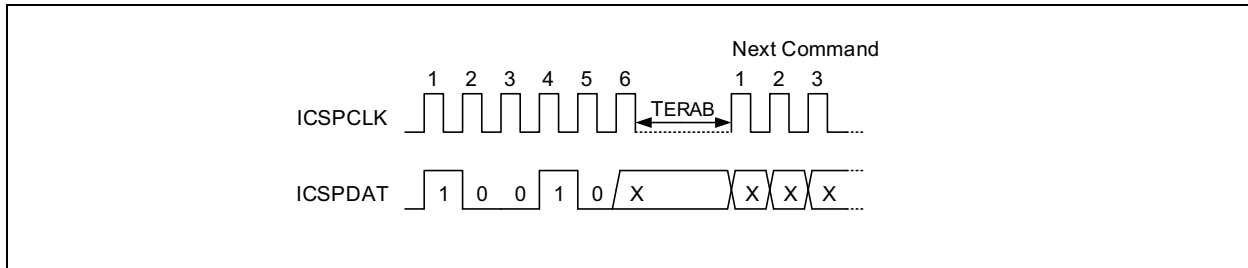 Next Command
1 2 3 4 5 6 1 2 3
ICSPCLK TERAB
ICSPDAT 1 0 0 1 0 X X X X